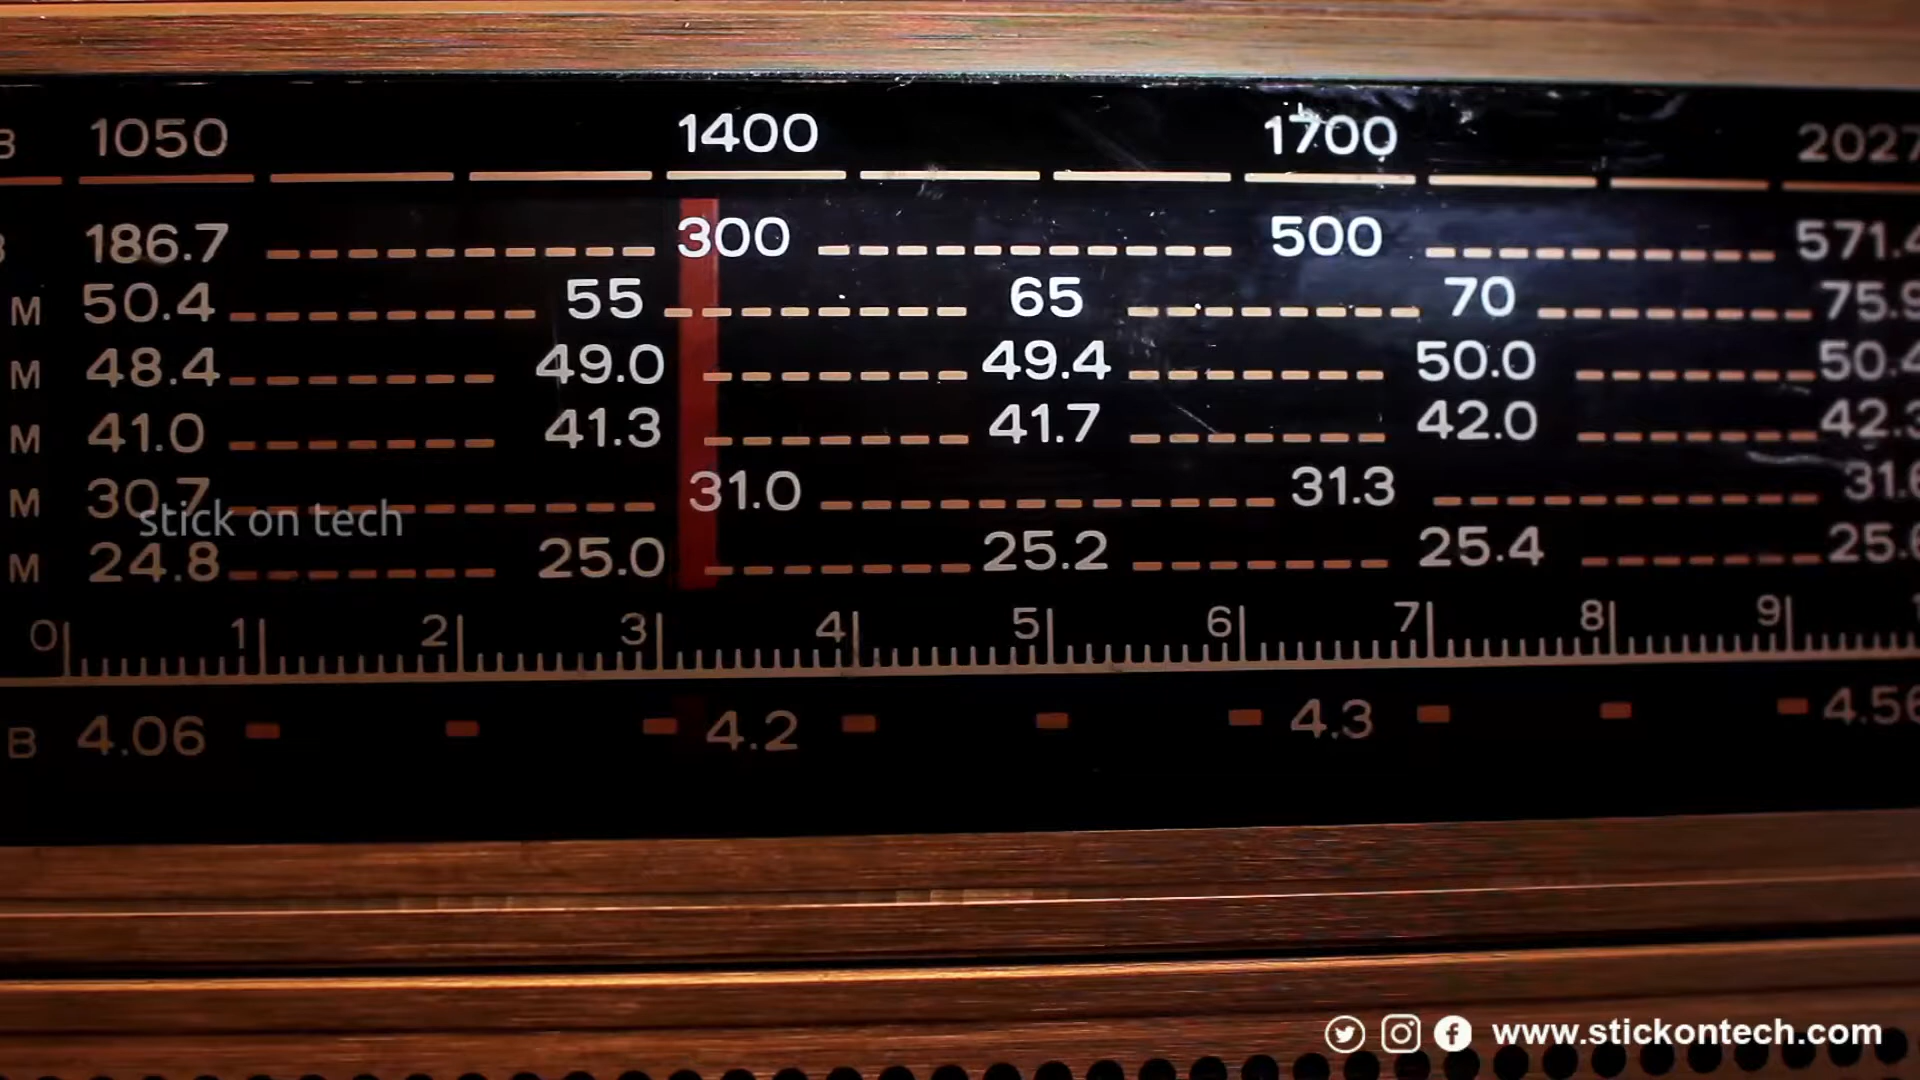 B 1050 1400 1700 2027
B 186.7 300 500 571.4
M 50.4 55 65 70 75.9
M 48.4 49.0 49.4 50.0 50.4
M 41.0 41.3 41.7 42.0 42.3
M 30.7 31.0 31.3 31.6
stick on tech
M 24.8 25.0 25.2 25.4 25.6
0 1 2 3 4 5 6 7 8 9 1
B 4.06 4.2 4.3 4.56
www.stickontech.com